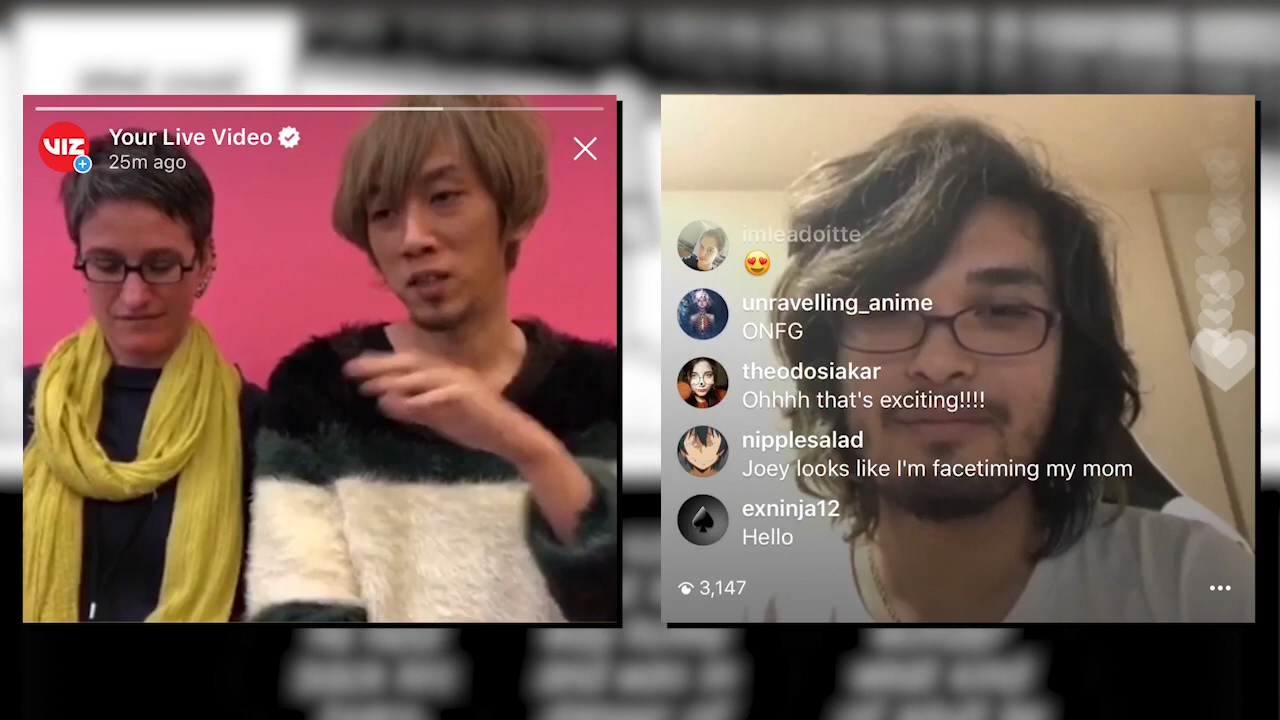 VIZ
Your Live Video
25m ago
imleadoitte
😍
unravelling_anime
ONFG
theodosiakar
Ohhhh that's exciting!!!!
nipplesalad
Joey looks like I'm facetiming my mom
exninja12
Hello
3,147